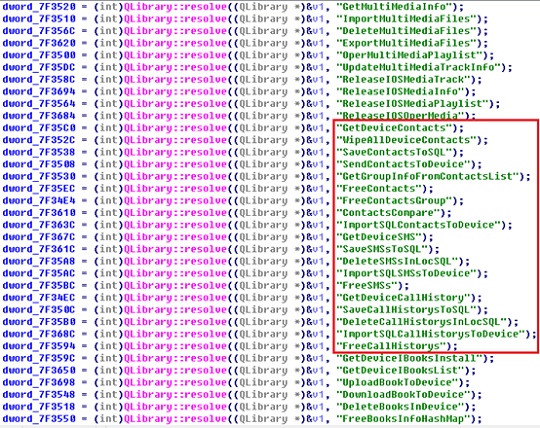 dword_7F3520 = (int)QLibrary::resolve((QLibrary *)&v1, "GetMultiMediaInfo");
dword_7F3510 = (int)QLibrary::resolve((QLibrary *)&v1, "ImportMultiMediaFiles");
dword_7F356C = (int)QLibrary::resolve((QLibrary *)&v1, "DeleteMultiMediaFiles");
dword_7F3620 = (int)QLibrary::resolve((QLibrary *)&v1, "ExportMultiMediaFiles");
dword_7F3500 = (int)QLibrary::resolve((QLibrary *)&v1, "OperMultiMediaPlaylist");
dword_7F35DC = (int)QLibrary::resolve((QLibrary *)&v1, "UpdateMultiMediaTrackInfo");
dword_7F358C = (int)QLibrary::resolve((QLibrary *)&v1, "ReleaseIOSMediaTrack");
dword_7F3694 = (int)QLibrary::resolve((QLibrary *)&v1, "ReleaseIOSMediaInfo");
dword_7F3564 = (int)QLibrary::resolve((QLibrary *)&v1, "ReleaseIOSMediaPlaylist");
dword_7F3684 = (int)QLibrary::resolve((QLibrary *)&v1, "ReleaseIOSOperMedia");
dword_7F35C0 = (int)QLibrary::resolve((QLibrary *)&v1, "GetDeviceContacts");
dword_7F352C = (int)QLibrary::resolve((QLibrary *)&v1, "WipeAllDeviceContacts");
dword_7F3538 = (int)QLibrary::resolve((QLibrary *)&v1, "SaveContactsToSQL");
dword_7F3508 = (int)QLibrary::resolve((QLibrary *)&v1, "SendContactsToDevice");
dword_7F3530 = (int)QLibrary::resolve((QLibrary *)&v1, "GetGroupInfoFromContactsList");
dword_7F35EC = (int)QLibrary::resolve((QLibrary *)&v1, "FreeContacts");
dword_7F34E4 = (int)QLibrary::resolve((QLibrary *)&v1, "FreeContactsGroup");
dword_7F3610 = (int)QLibrary::resolve((QLibrary *)&v1, "ContactsCompare");
dword_7F363C = (int)QLibrary::resolve((QLibrary *)&v1, "ImportSQLContactsToDevice");
dword_7F367C = (int)QLibrary::resolve((QLibrary *)&v1, "GetDeviceSMS");
dword_7F361C = (int)QLibrary::resolve((QLibrary *)&v1, "SaveSMSsToSQL");
dword_7F35A8 = (int)QLibrary::resolve((QLibrary *)&v1, "DeleteSMSsInLocSQL");
dword_7F35AC = (int)QLibrary::resolve((QLibrary *)&v1, "ImportSQLSMSsToDevice");
dword_7F35BC = (int)QLibrary::resolve((QLibrary *)&v1, "FreeSMSs");
dword_7F34EC = (int)QLibrary::resolve((QLibrary *)&v1, "GetDeviceCallHistory");
dword_7F350C = (int)QLibrary::resolve((QLibrary *)&v1, "SaveCallHistorysToSQL");
dword_7F35B0 = (int)QLibrary::resolve((QLibrary *)&v1, "DeleteCallHistorysInLocSQL");
dword_7F368C = (int)QLibrary::resolve((QLibrary *)&v1, "ImportSQLCallHistorysToDevice");
dword_7F3594 = (int)QLibrary::resolve((QLibrary *)&v1, "FreeCallHistorys");
dword_7F359C = (int)QLibrary::resolve((QLibrary *)&v1, "GetDeviceIBooksInstall");
dword_7F3650 = (int)QLibrary::resolve((QLibrary *)&v1, "GetDeviceIBooksList");
dword_7F3698 = (int)QLibrary::resolve((QLibrary *)&v1, "UploadBookToDevice");
dword_7F3548 = (int)QLibrary::resolve((QLibrary *)&v1, "DownloadBookToDevice");
dword_7F3518 = (int)QLibrary::resolve((QLibrary *)&v1, "DeleteBooksInDevice");
dword_7F3550 = (int)QLibrary::resolve((QLibrary *)&v1, "FreeBooksInfoHashMap");